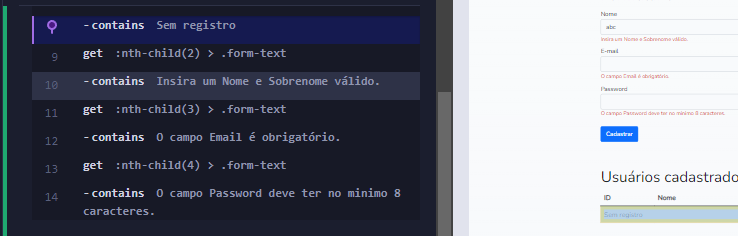 -contains Sem registro
9 get :nth-child(2) > .form-text
10 -contains Insira um Nome e Sobrenome válido.
11 get :nth-child(3) > .form-text
12 -contains O campo Email é obrigatório.
13 get :nth-child(4) > .form-text
14 -contains O campo Password deve ter no minimo 8
caracteres.
Nome
abc
Insira um Nome e Sobrenome válido.
E-mail
O campo Email é obrigatório.
Password
O campo Password deve ter no minimo 8 caracteres.
Cadastrar
Usuários cadastrado
ID Nome
Sem registro